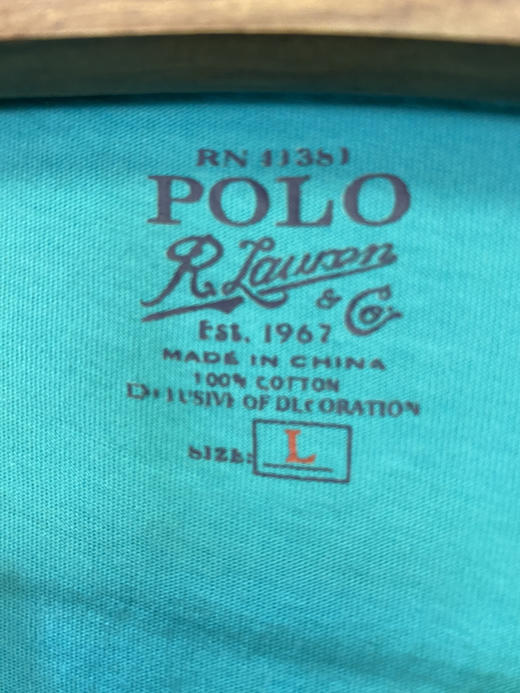 RN 41381
POLO
R. Lauren
& Co.
Est. 1967
MADE IN CHINA
100% COTTON
EXCLUSIVE OF DECORATION
SIZE: L